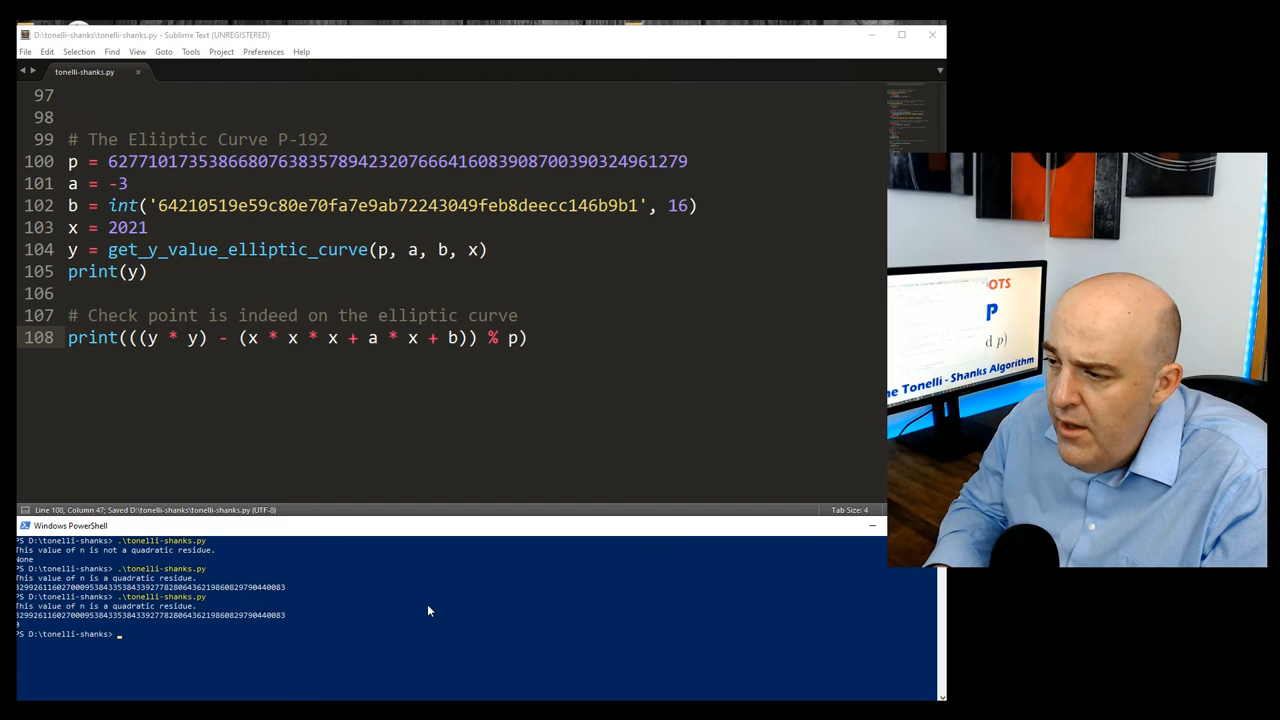 D:\tonelli-shanks\tonelli-shanks.py - Sublime Text (UNREGISTERED)
File Edit Selection Find View Goto Tools Project Preferences Help
tonelli-shanks.py
97
98
99 # The Eliiptic Curve P-192
100 p = 6277101735386680763835789423207666416083908700390324961279
101 a = -3
102 b = int('64210519e59c80e70fa7e9ab72243049feb8deecc146b9b1', 16)
103 x = 2021
104 y = get_y_value_elliptic_curve(p, a, b, x)
105 print(y)
106
107 # Check point is indeed on the elliptic curve
108 print(((y * y) - (x * x * x + a * x + b)) % p)
OTS
P
d p)
ne Tonelli - Shanks Algorithm
Line 108, Column 47; Saved D:\tonelli-shanks\tonelli-shanks.py (UTF-8) Tab Size: 4
Windows PowerShell
PS D:\tonelli-shanks> .\tonelli-shanks.py
This value of n is not a quadratic residue.
None
PS D:\tonelli-shanks> .\tonelli-shanks.py
This value of n is a quadratic residue.
PS D:\tonelli-shanks> .\tonelli-shanks.py
This value of n is a quadratic residue.
0
PS D:\tonelli-shanks>